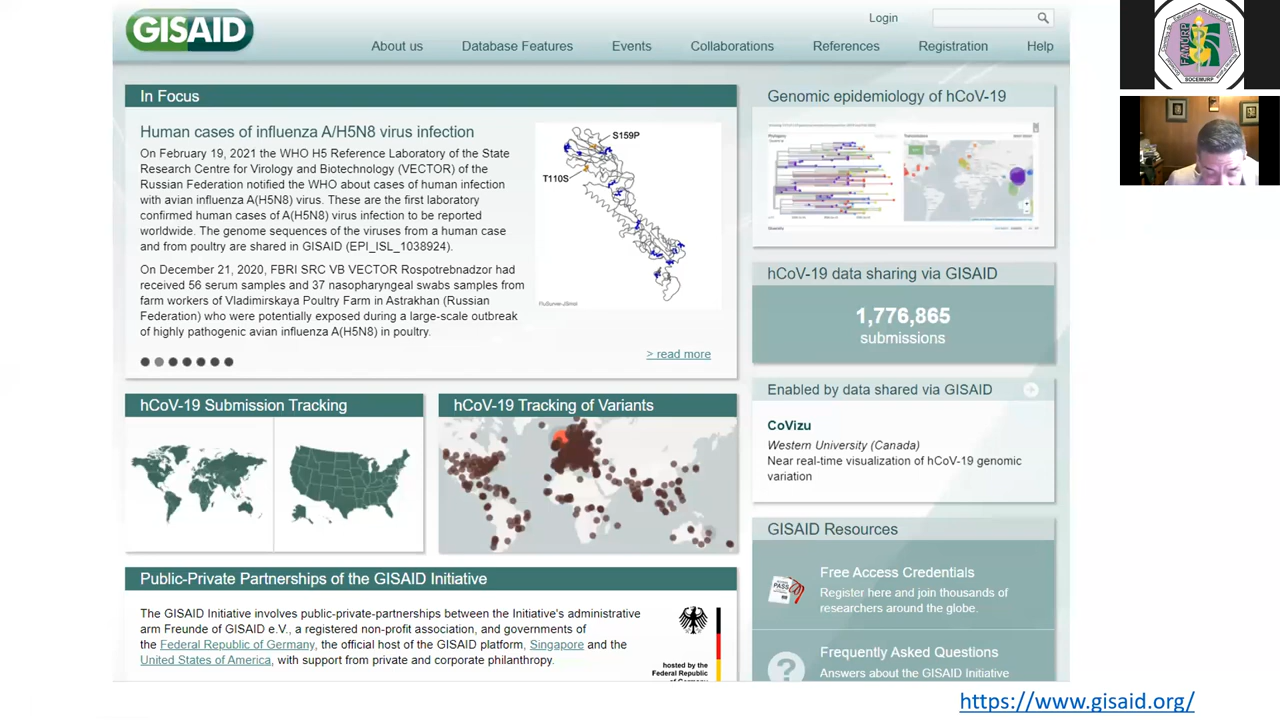 GISAID
Login
About us
Database Features
Events
Collaborations
References
Registration
Help
In Focus
Human cases of influenza A/H5N8 virus infection
On February 19, 2021 the WHO H5 Reference Laboratory of the State
Research Centre for Virology and Biotechnology (VECTOR) of the
Russian Federation notified the WHO about cases of human infection
with avian influenza A(H5N8) virus. These are the first laboratory
confirmed human cases of A(H5N8) virus infection to be reported
worldwide. The genome sequences of the viruses from a human case
and from poultry are shared in GISAID (EPI_ISL_1038924).
On December 21, 2020, FBRI SRC VB VECTOR Rospotrebnadzor had
received 56 serum samples and 37 nasopharyngeal swabs samples from
farm workers of Vladimirskaya Poultry Farm in Astrakhan (Russian
Federation) who were potentially exposed during a large-scale outbreak
of highly pathogenic avian influenza A(H5N8) in poultry.
S159P
T110S
> read more
Genomic epidemiology of hCoV-19
hCoV-19 data sharing via GISAID
1,776,865
submissions
Enabled by data shared via GISAID
CoVizu
Western University (Canada)
Near real-time visualization of hCoV-19 genomic
variation
hCoV-19 Submission Tracking
hCoV-19 Tracking of Variants
Public-Private Partnerships of the GISAID Initiative
The GISAID Initiative involves public-private-partnerships between the Initiative's administrative
arm Freunde of GISAID e.V., a registered non-profit association, and governments of
the Federal Republic of Germany, the official host of the GISAID platform, Singapore and the
United States of America, with support from private and corporate philanthropy.
hosted by the
Federal Republic
GISAID Resources
Free Access Credentials
Register here and join thousands of
researchers around the globe.
Frequently Asked Questions
Answers about the GISAID Initiative
https://www.gisaid.org/
FAMURP
SOCEMURP